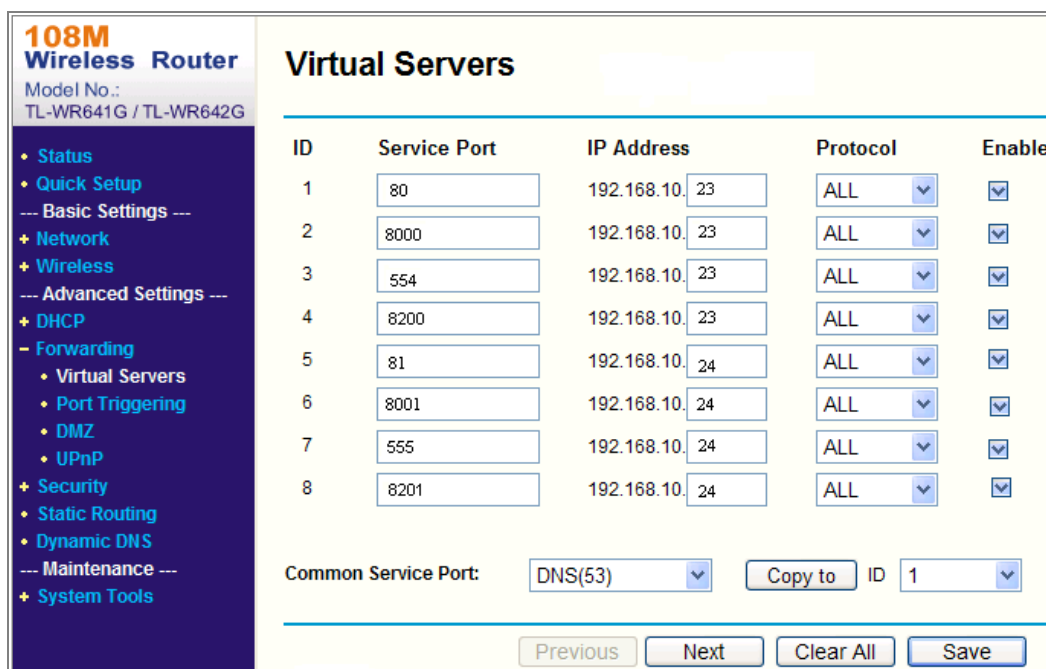 108M
Wireless Router
Model No.:
TL-WR641G / TL-WR642G
• Status
• Quick Setup
--- Basic Settings ---
+ Network
+ Wireless
--- Advanced Settings ---
+ DHCP
– Forwarding
• Virtual Servers
• Port Triggering
• DMZ
• UPnP
+ Security
• Static Routing
• Dynamic DNS
--- Maintenance ---
+ System Tools
Virtual Servers
ID Service Port IP Address Protocol Enable
1 80 192.168.10. 23 ALL
2 8000 192.168.10. 23 ALL
3 554 192.168.10. 23 ALL
4 8200 192.168.10. 23 ALL
5 81 192.168.10. 24 ALL
6 8001 192.168.10. 24 ALL
7 555 192.168.10. 24 ALL
8 8201 192.168.10. 24 ALL
Common Service Port: DNS(53) Copy to ID 1
Previous Next Clear All Save